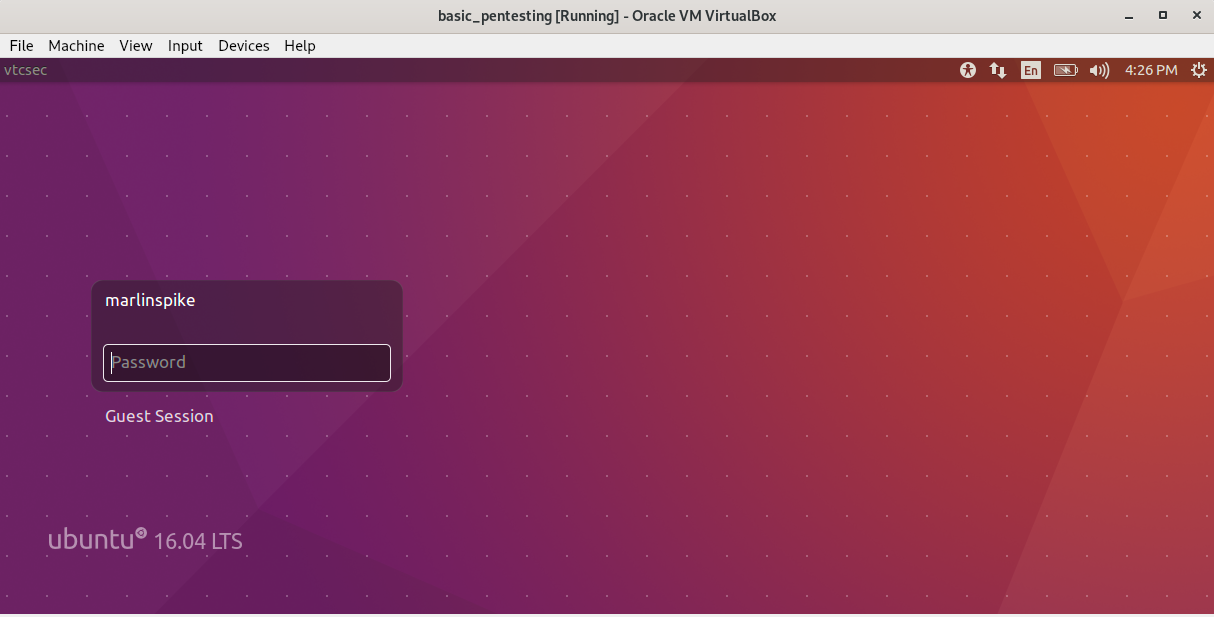 basic_pentesting [Running] - Oracle VM VirtualBox
File Machine View Input Devices Help
vtcsec En 4:26 PM
marlinspike
Password
Guest Session
ubuntu 16.04 LTS